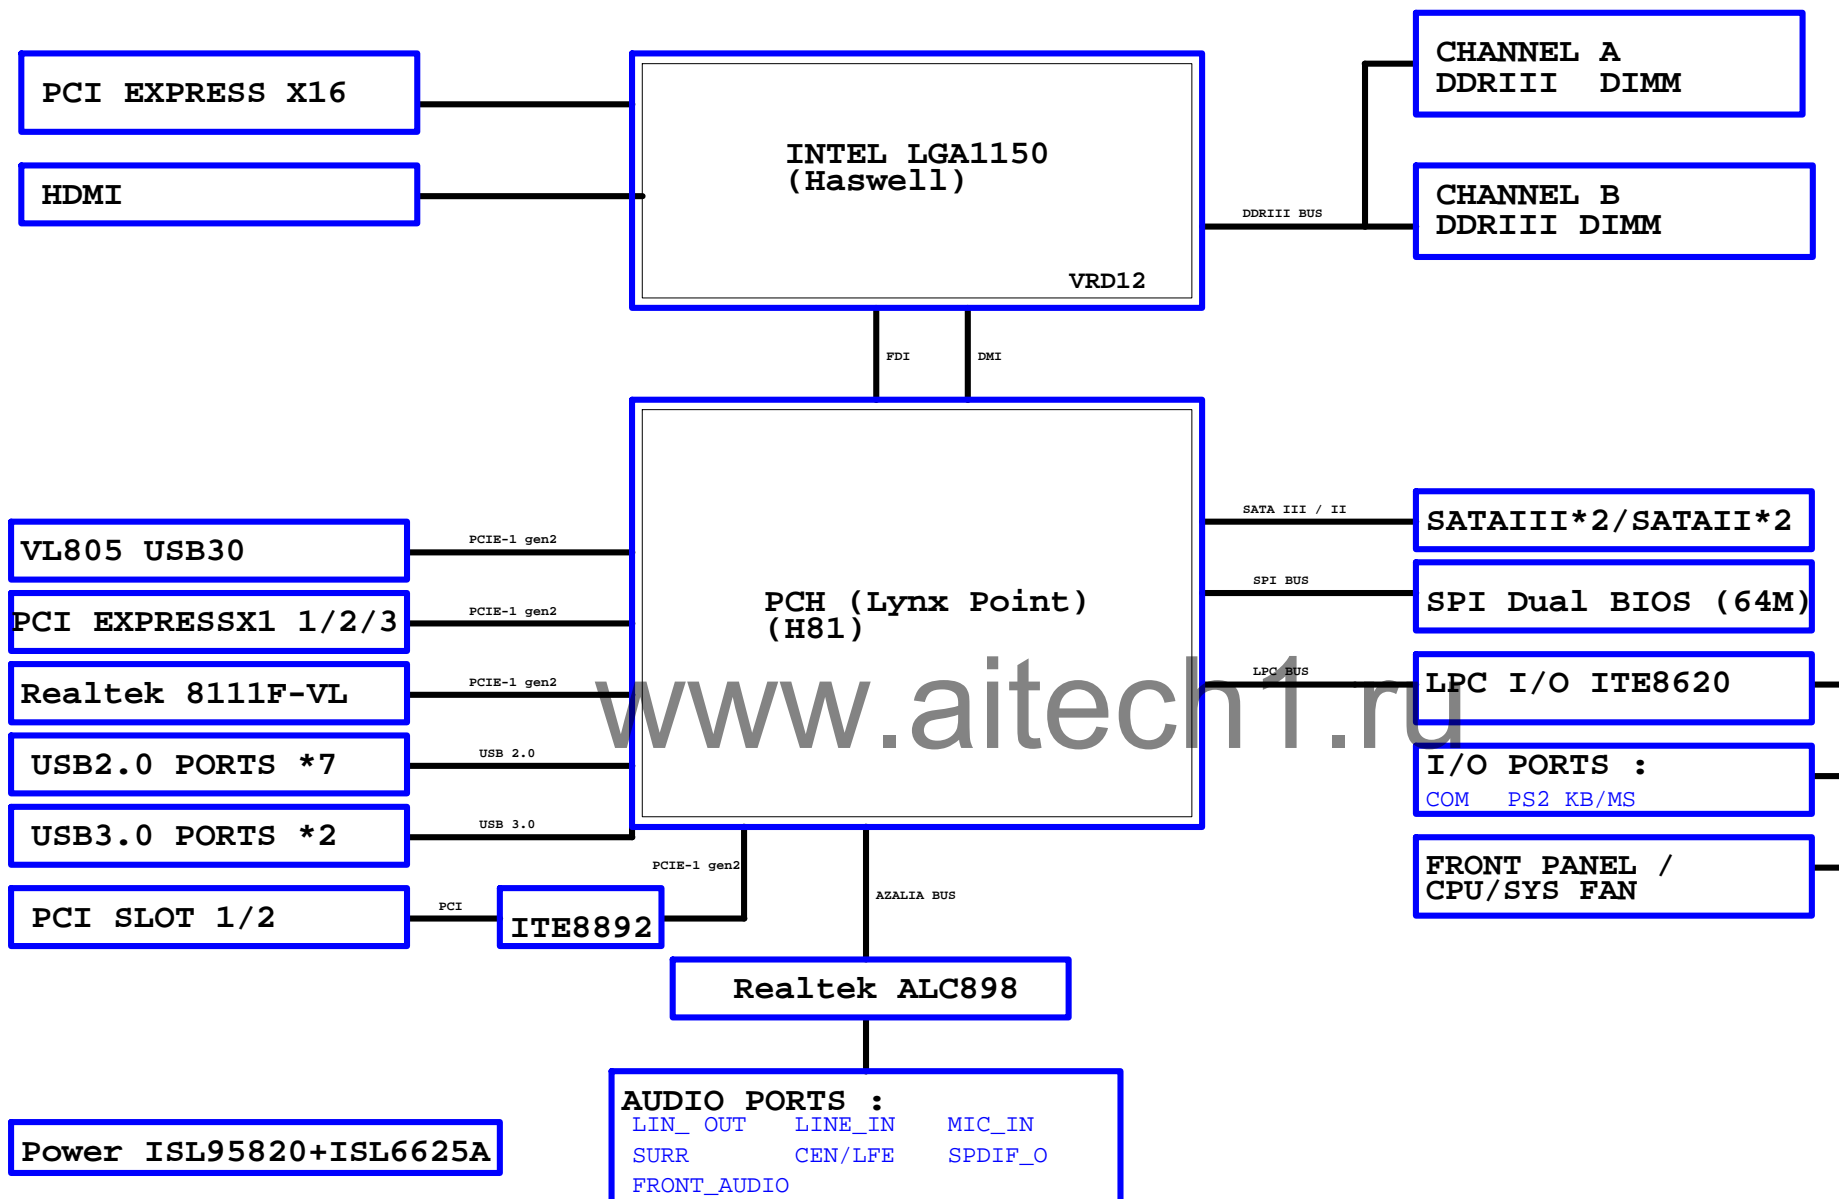 PCI EXPRESS X16
HDMI
INTEL LGA1150
(Haswell)
VRD12
CHANNEL A
DDRIII DIMM
CHANNEL B
DDRIII DIMM
DDRIII BUS
FDI
DMI
VL805 USB30
PCIE-1 gen2
PCI EXPRESSX1 1/2/3
PCIE-1 gen2
Realtek 8111F-VL
PCIE-1 gen2
USB2.0 PORTS *7
USB 2.0
USB3.0 PORTS *2
USB 3.0
PCI SLOT 1/2
PCI
ITE8892
PCIE-1 gen2
PCH (Lynx Point)
(H81)
SATA III / II
SATAIII*2/SATAII*2
SPI BUS
SPI Dual BIOS (64M)
LPC BUS
LPC I/O ITE8620
I/O PORTS :
COM PS2 KB/MS
FRONT PANEL /
CPU/SYS FAN
www.aitech1.ru
AZALIA BUS
Realtek ALC898
AUDIO PORTS :
LIN_ OUT LINE_IN MIC_IN
SURR CEN/LFE SPDIF_O
FRONT_AUDIO
Power ISL95820+ISL6625A